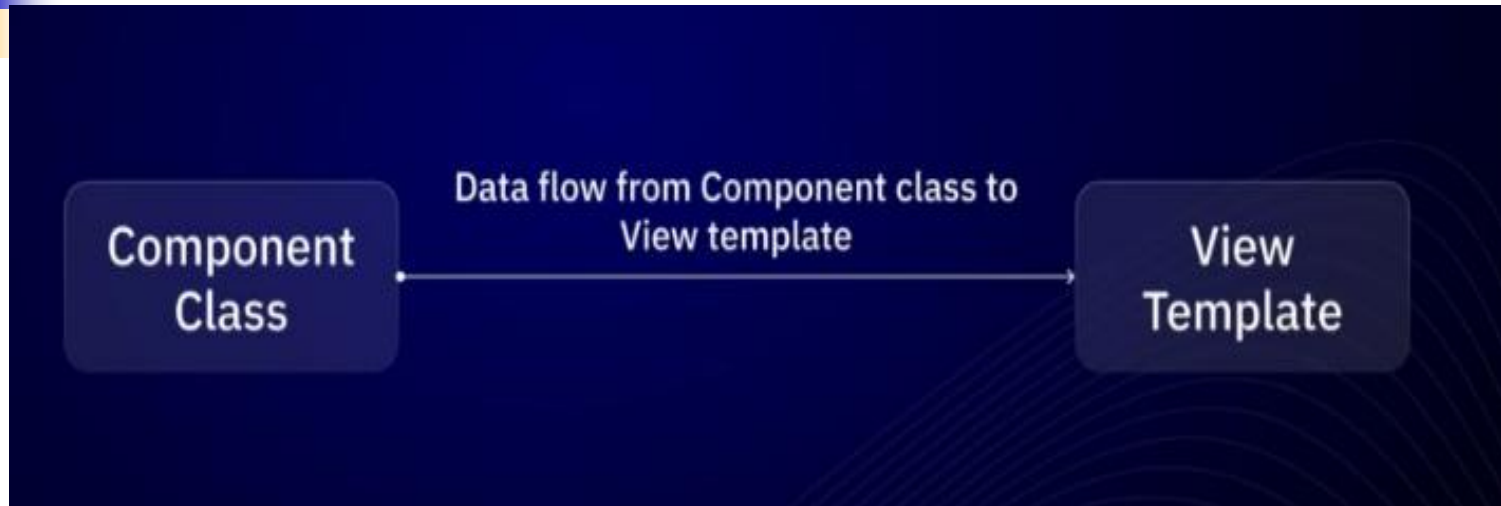 Component
Class
Data flow from Component class to
View template
View
Template